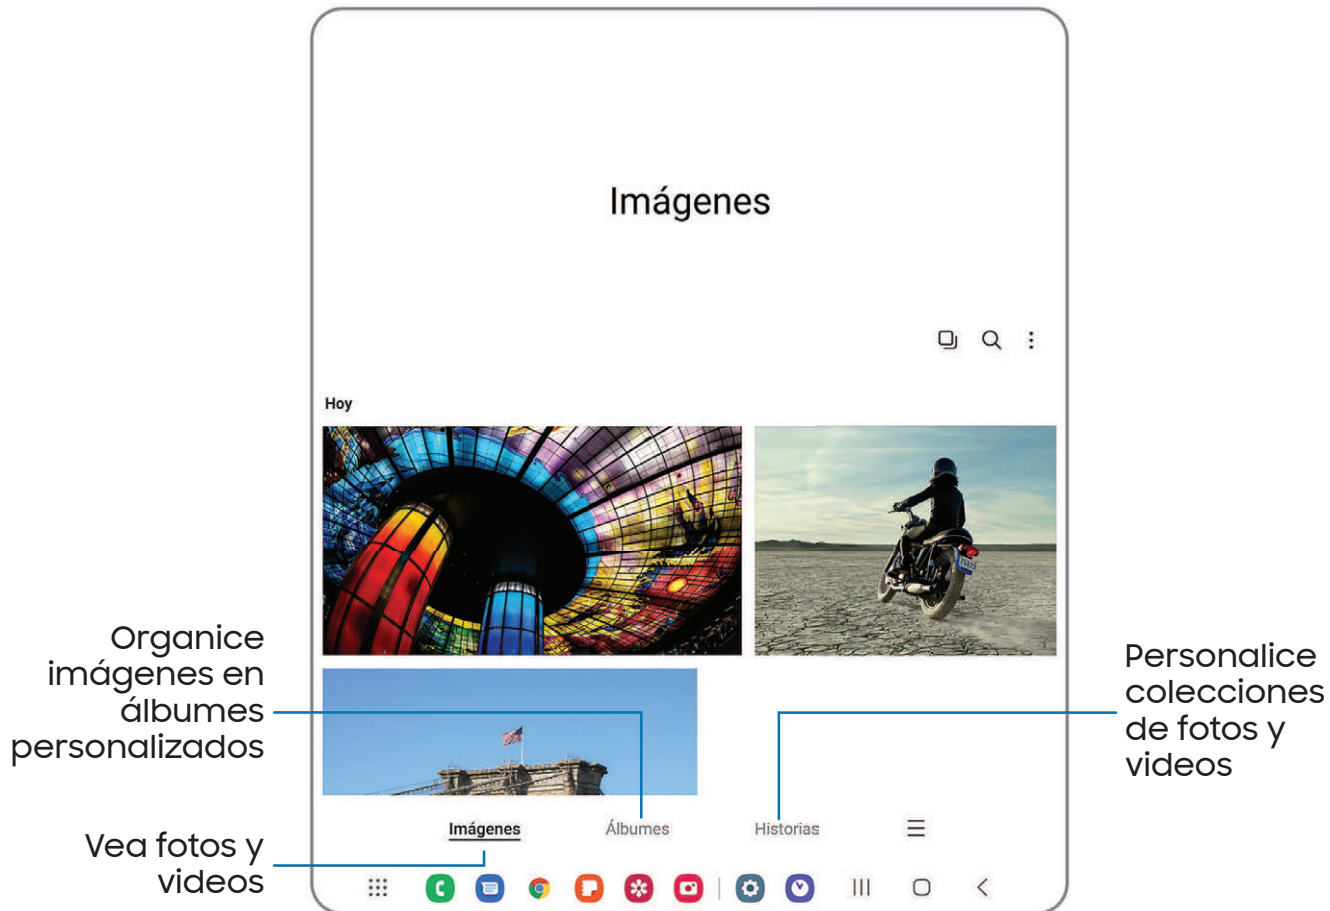 Imágenes
Hoy
Organice
imágenes en
álbumes
personalizados
Personalice
colecciones
de fotos y
videos
Imágenes
Álbumes
Historias
Vea fotos y
videos